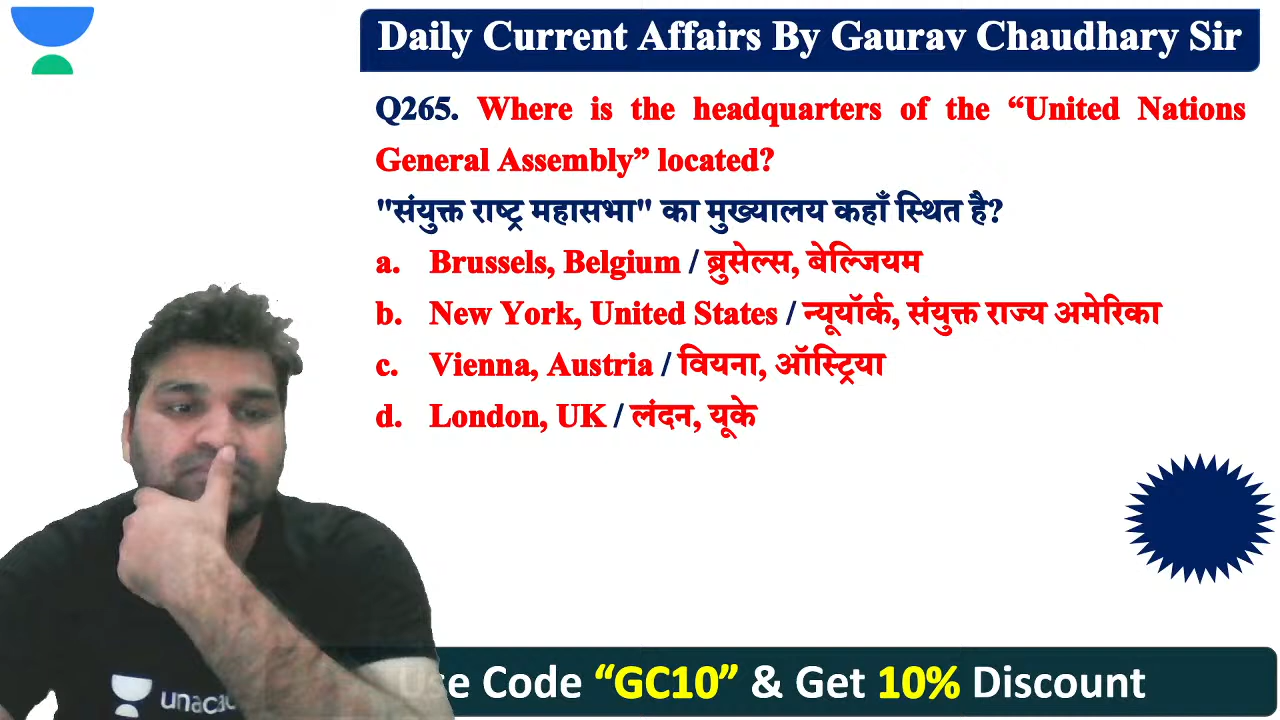 Daily Current Affairs By Gaurav Chaudhary Sir
Q265. Where is the headquarters of the “United Nations
General Assembly” located?
"संयुक्त राष्ट्र महासभा" का मुख्यालय कहाँ स्थित है?
a. Brussels, Belgium / ब्रुसेल्स, बेल्जियम
b. New York, United States / न्यूयॉर्क, संयुक्त राज्य अमेरिका
c. Vienna, Austria / वियना, ऑस्ट्रिया
d. London, UK / लंदन, यूके
Use Code “GC10” & Get 10% Discount